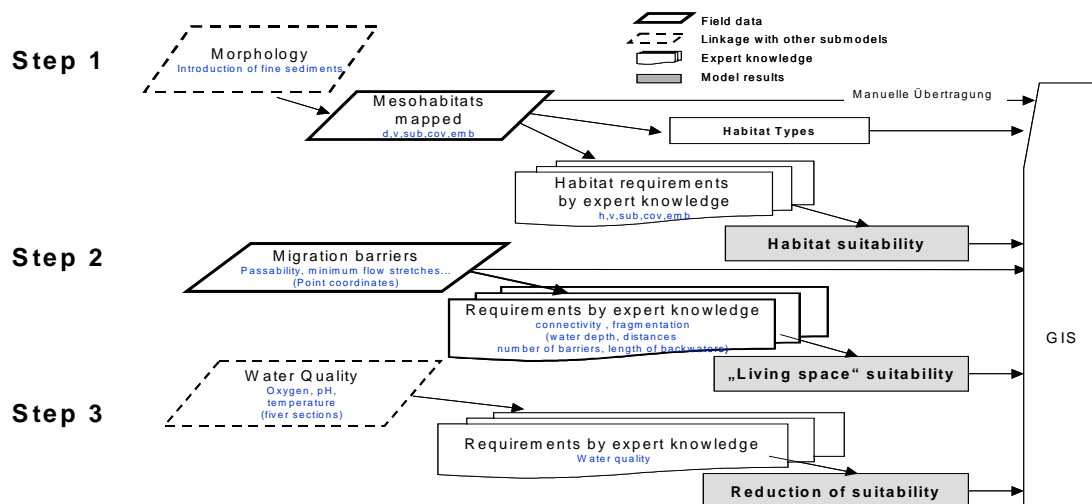 Field data
Linkage with other submodels
Expert knowledge
Model results
Step 1
Morphology
Introduction of fine sediments
Mesohabitats
mapped
d,v,sub,cov,emb
Manuelle Übertragung
Habitat Types
Habitat requirements
by expert knowledge
h,v,sub,cov,emb
Habitat suitability
Step 2
Migration barriers
Passability, minimum flow stretches...
(Point coordinates)
Requirements by expert knowledge
connectivity , fragmentation
(water depth, distances
number of barriers, length of backwaters)
GIS
„Living space“ suitability
Step 3
Water Quality
Oxygen, pH,
temperature
(fiver sections)
Requirements by expert knowledge
Water quality
Reduction of suitability